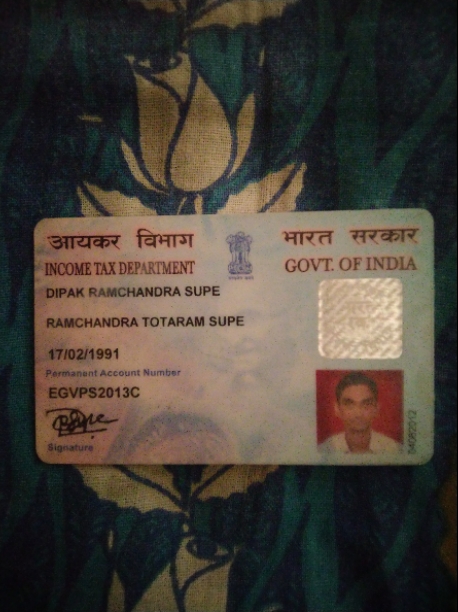 आयकर विभाग
भारत सरकार
INCOME TAX DEPARTMENT
GOVT. OF INDIA
DIPAK RAMCHANDRA SUPE
RAMCHANDRA TOTARAM SUPE
17/02/1991
Permanent Account Number
EGVPS2013C
Signature